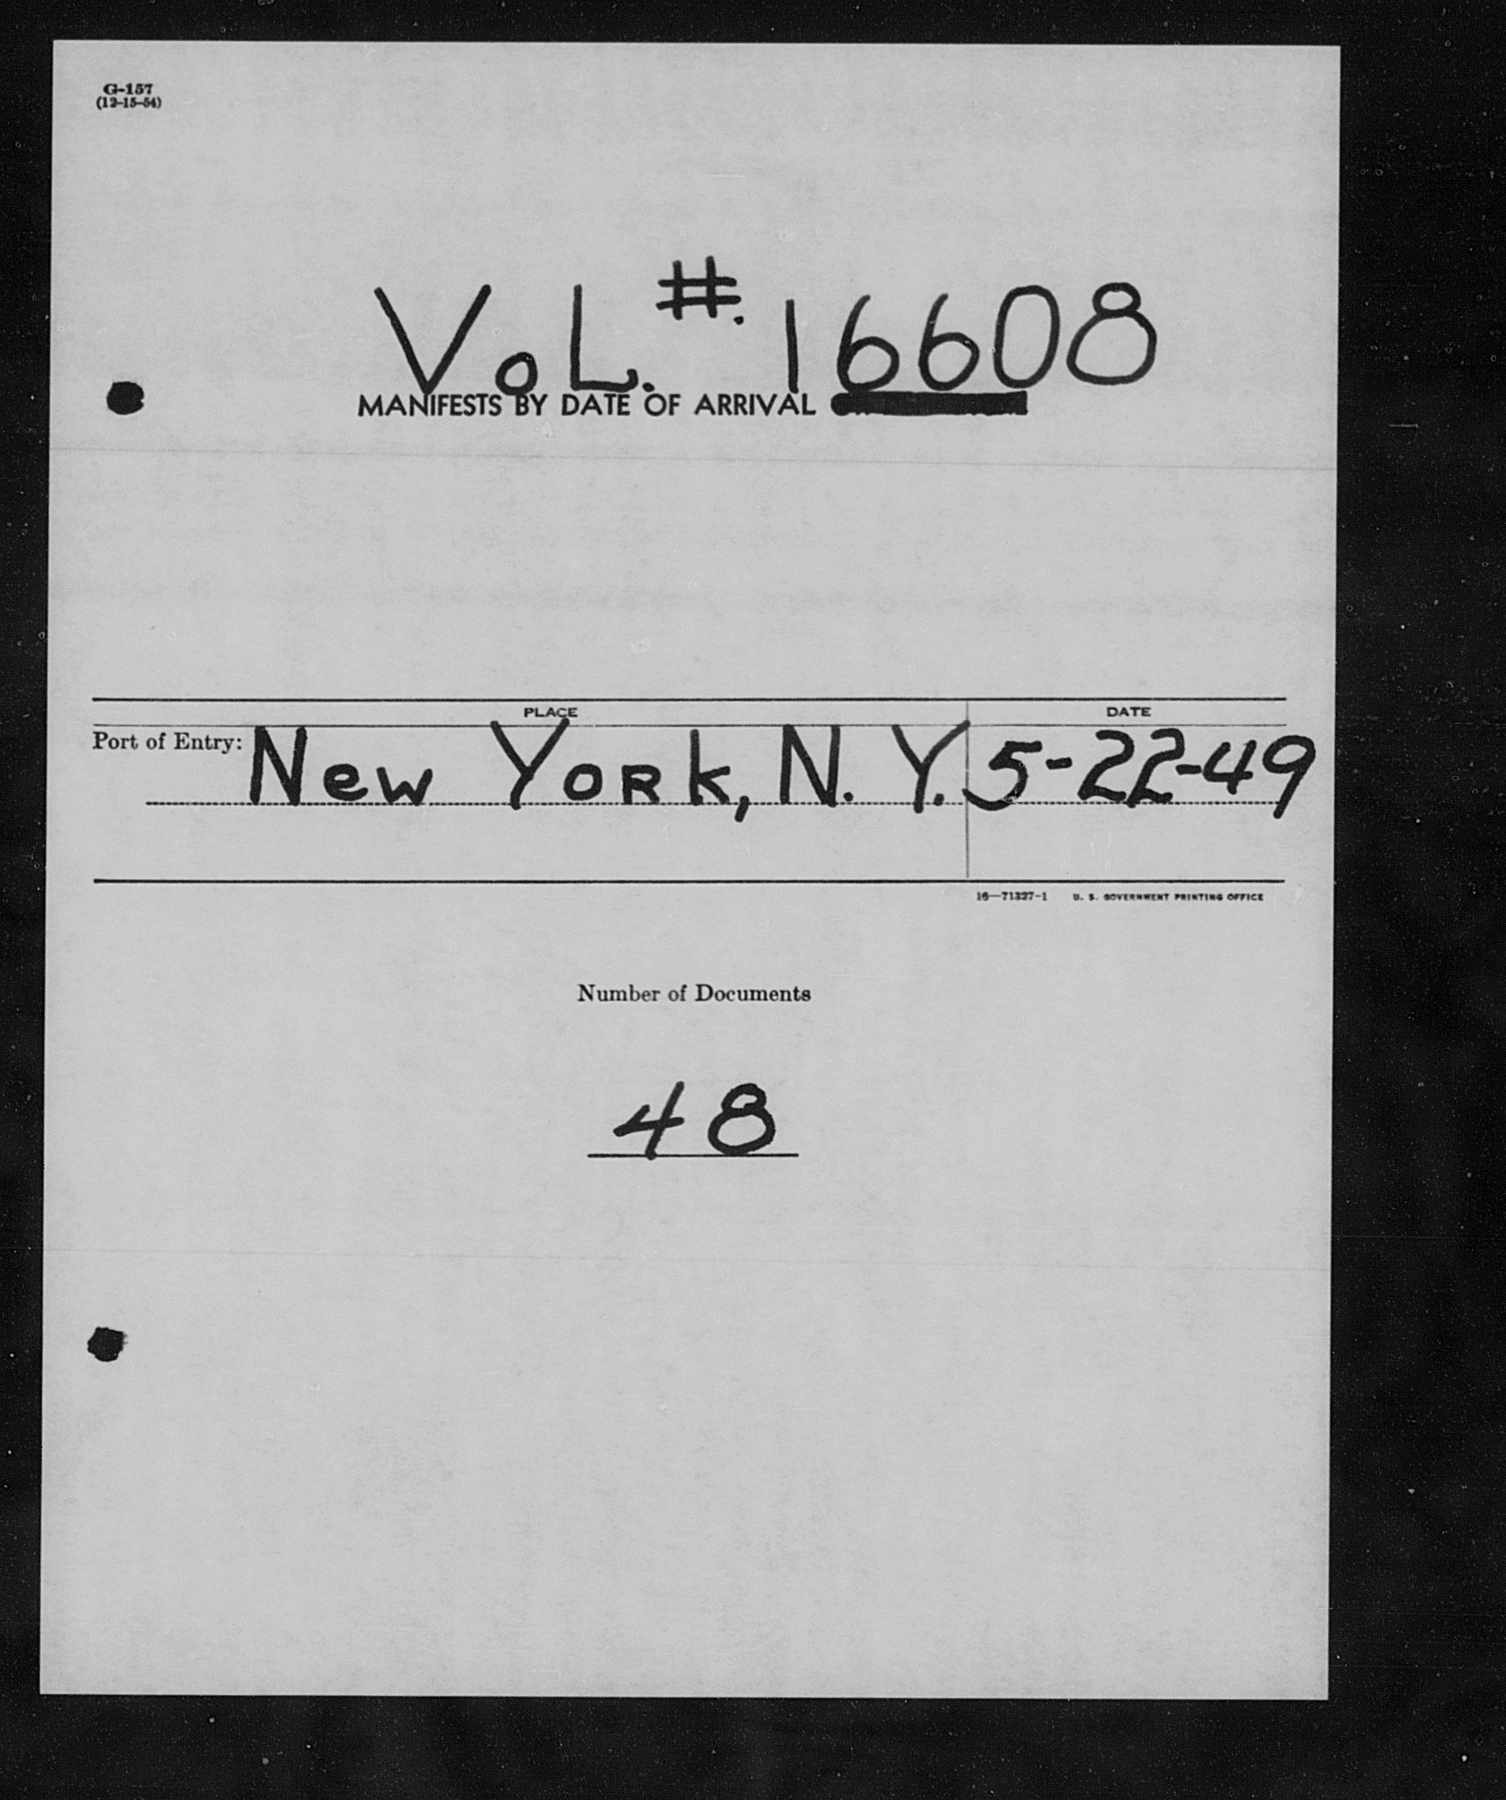 G-157
(12-15-54)
VoL. #. 16608
MANIFESTS BY DATE OF ARRIVAL
PLACE DATE
Port of Entry: New York, N. Y. 5-22-49
16—71327-1 U. S. GOVERNMENT PRINTING OFFICE
Number of Documents
48